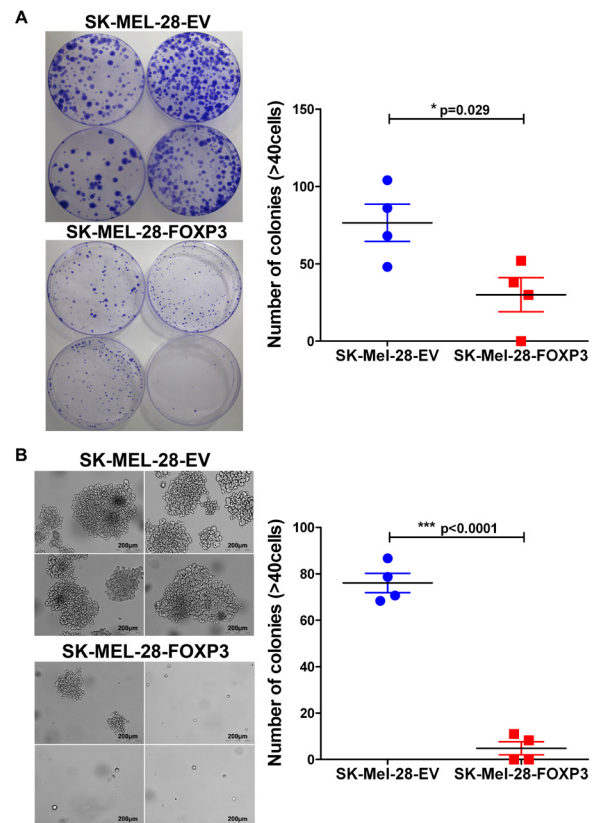 A
SK-MEL-28-EV
SK-MEL-28-FOXP3
Number of colonies (>40cells)
150
100
50
0
* p=0.029
SK-Mel-28-EV
SK-Mel-28-FOXP3
B
SK-MEL-28-EV
200μm
200μm
200μm
200μm
SK-MEL-28-FOXP3
200μm
200μm
200μm
200μm
Number of colonies (>40cells)
100
80
60
40
20
0
*** p<0.0001
SK-Mel-28-EV
SK-Mel-28-FOXP3